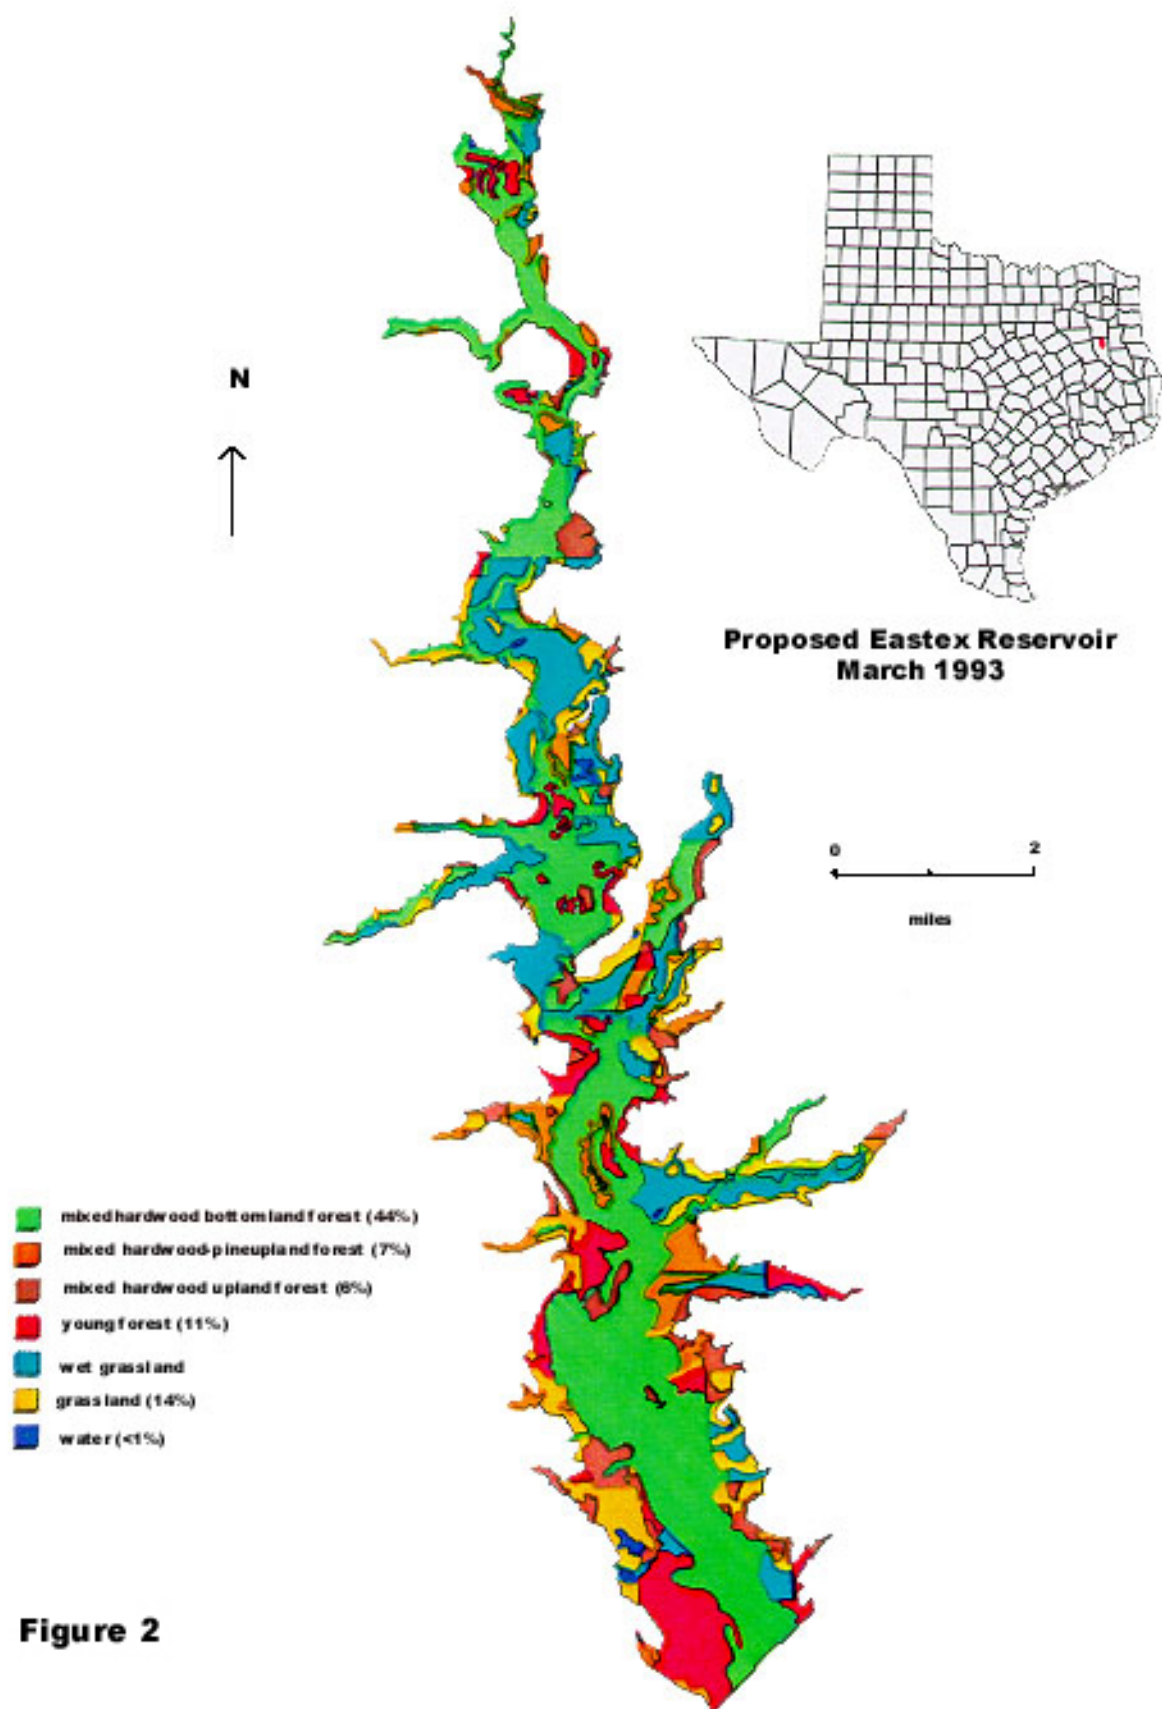 N
Proposed Eastex Reservoir
March 1993
0 2
miles
mixed hardwood bottomland forest (44%)
mixed hardwood-pine upland forest (7%)
mixed hardwood upland forest (6%)
young forest (11%)
wet grassland
grassland (14%)
water (<1%)
Figure 2